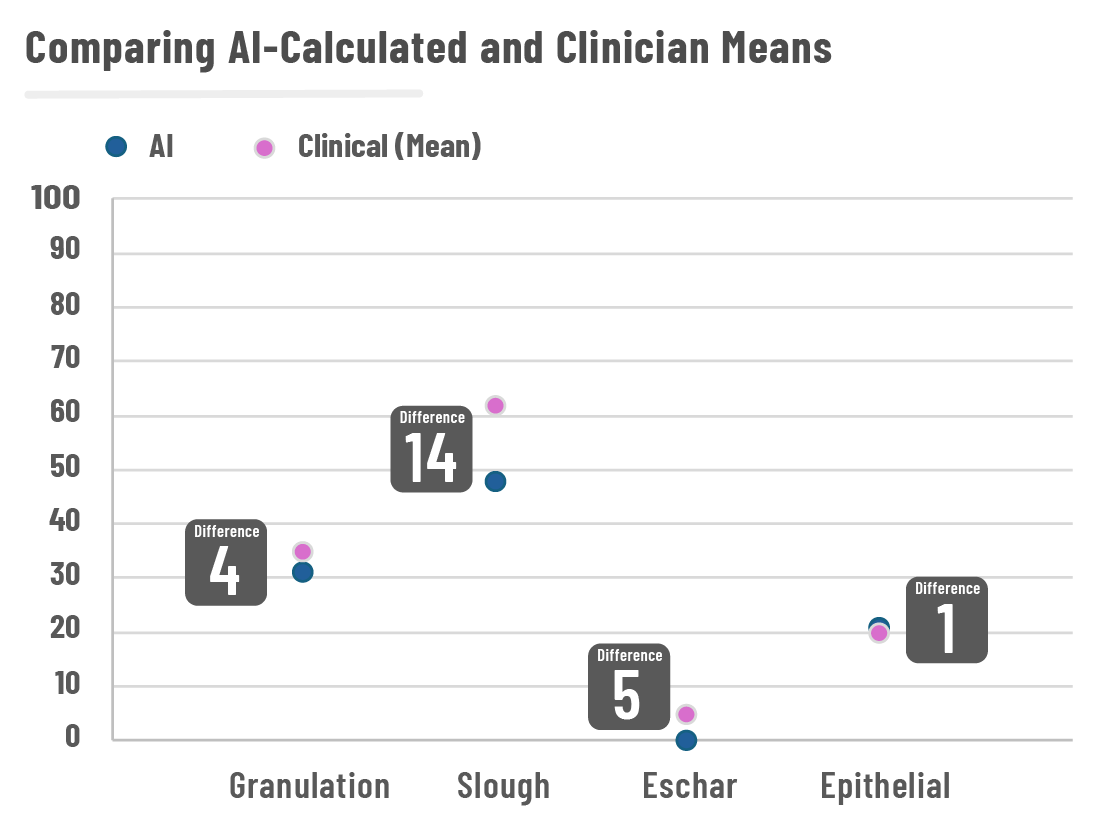 Comparing AI-Calculated and Clinician Means
AI
Clinical (Mean)
100
90
80
70
60
50
40
30
20
10
0
Difference
14
Difference
4
Difference
1
Difference
5
Granulation
Slough
Eschar
Epithelial